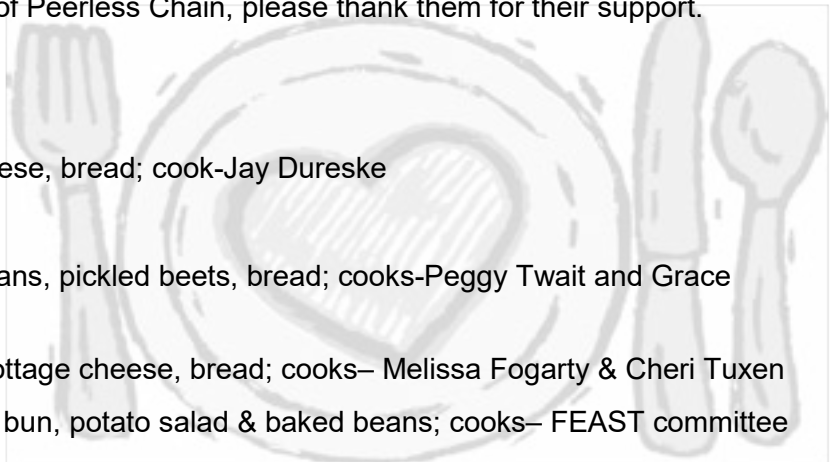 of Peerless Chain, please thank them for their support.
ese, bread; cook-Jay Dureske
ans, pickled beets, bread; cooks-Peggy Twait and Grace
ottage cheese, bread; cooks– Melissa Fogarty & Cheri Tuxen
bun, potato salad & baked beans; cooks– FEAST committee